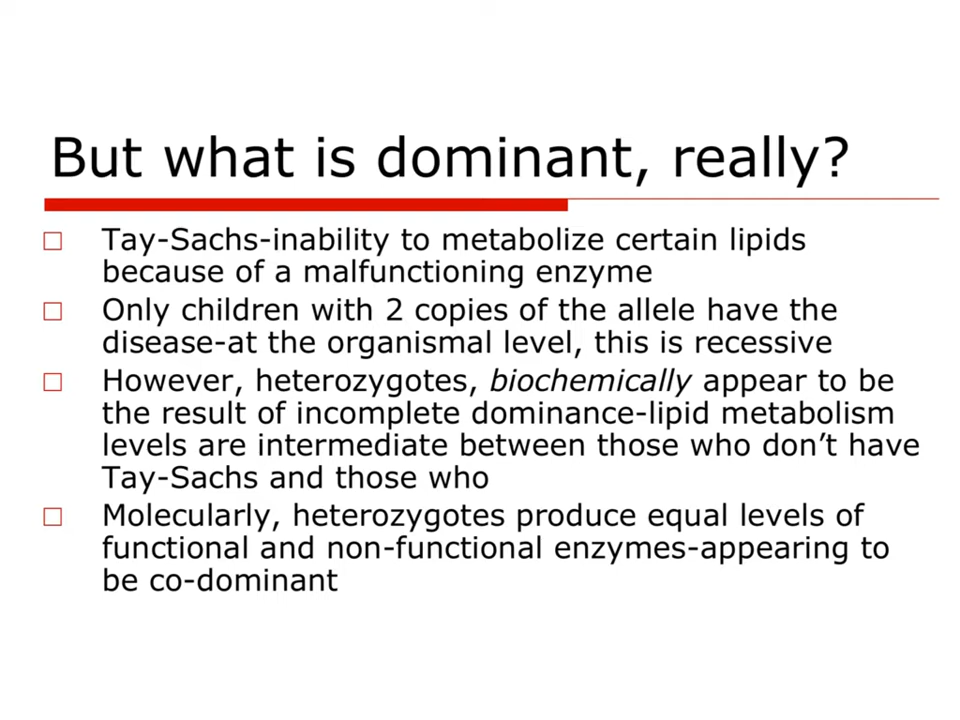 But what is dominant, really?
Tay-Sachs-inability to metabolize certain lipids
because of a malfunctioning enzyme
Only children with 2 copies of the allele have the
disease-at the organismal level, this is recessive
However, heterozygotes, biochemically appear to be
the result of incomplete dominance-lipid metabolism
levels are intermediate between those who don’t have
Tay-Sachs and those who
Molecularly, heterozygotes produce equal levels of
functional and non-functional enzymes-appearing to
be co-dominant